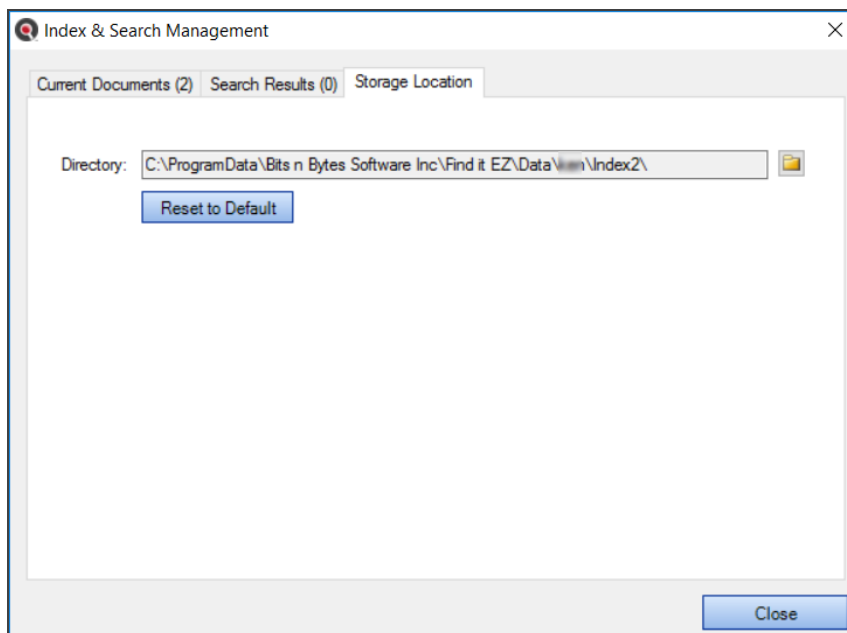 Index & Search Management
Current Documents (2) Search Results (0) Storage Location
Directory: C:\ProgramData\Bits n Bytes Software Inc\Find it EZ\Data\ \Index2\
Reset to Default
Close